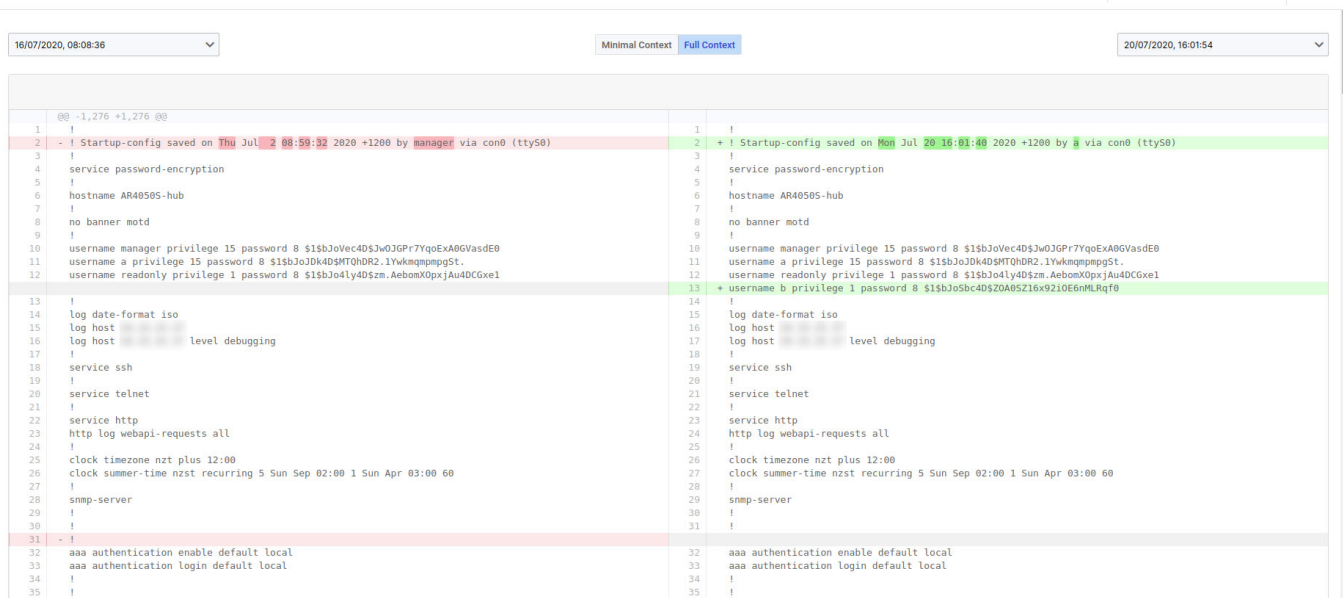 16/07/2020, 08:08:36
Minimal Context Full Context
20/07/2020, 16:01:54
@@ -1,276 +1,276 @@
1 !
2 - ! Startup-config saved on Thu Jul  2 08:59:32 2020 +1200 by manager via con0 (ttyS0)
3 !
4 service password-encryption
5 !
6 hostname AR4050S-hub
7 !
8 no banner motd
9 !
10 username manager privilege 15 password 8 $1$bJoVec4D$JwOJGPr7YqoExA0GVasdE0
11 username a privilege 15 password 8 $1$bJoJDk4D$MTQhDR2.1Ywkmqmpmpgst.
12 username readonly privilege 1 password 8 $1$bJo4ly4D$zm.AebomXOpxjAu4DCGxe1
13 !
14 log date-format iso
15 log host
16 log host level debugging
17 !
18 service ssh
19 !
20 service telnet
21 !
22 service http
23 http log webapi-requests all
24 !
25 clock timezone nzt plus 12:00
26 clock summer-time nzst recurring 5 Sun Sep 02:00 1 Sun Apr 03:00 60
27 !
28 snmp-server
29 !
30 !
31 - !
32 aaa authentication enable default local
33 aaa authentication login default local
34 !
35 !
1 !
2 + ! Startup-config saved on Mon Jul 20 16:01:40 2020 +1200 by a via con0 (ttyS0)
3 !
4 service password-encryption
5 !
6 hostname AR4050S-hub
7 !
8 no banner motd
9 !
10 username manager privilege 15 password 8 $1$bJoVec4D$JwOJGPr7YqoExA0GVasdE0
11 username a privilege 15 password 8 $1$bJoJDk4D$MTQhDR2.1Ywkmqmpmpgst.
12 username readonly privilege 1 password 8 $1$bJo4ly4D$zm.AebomXOpxjAu4DCGxe1
13 + username b privilege 1 password 8 $1$bJoSbc4D$ZOA0SZ16x92iOE6nMLRqf0
14 !
15 log date-format iso
16 log host
17 log host level debugging
18 !
19 service ssh
20 !
21 service telnet
22 !
23 service http
24 http log webapi-requests all
25 !
26 clock timezone nzt plus 12:00
27 clock summer-time nzst recurring 5 Sun Sep 02:00 1 Sun Apr 03:00 60
28 !
29 snmp-server
30 !
31 !
32 aaa authentication enable default local
33 aaa authentication login default local
34 !
35 !